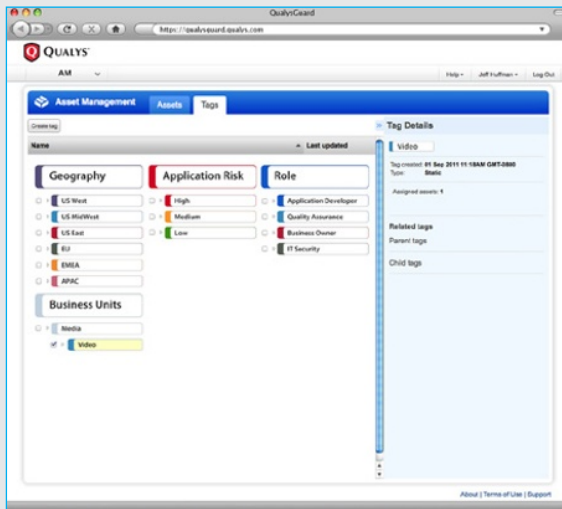 QualysGuard
https://qualysguard.qualys.com
QUALYS
AM
Help
Jeff Huffman
Log Out
Asset Management
Assets
Tags
Create tag
Tag Details
Name
Last updated
Video
Geography
Application Risk
Role
Tag created: 01 Sep 2011 11:18AM GMT-0800
Type: Static
US West
High
Application Developer
Assigned assets: 1
US MidWest
Medium
Quality Assurance
US East
Low
Business Owner
Related tags
EU
IT Security
Parent tags
EMEA
Child tags
APAC
Business Units
Media
Video
About | Terms of Use | Support